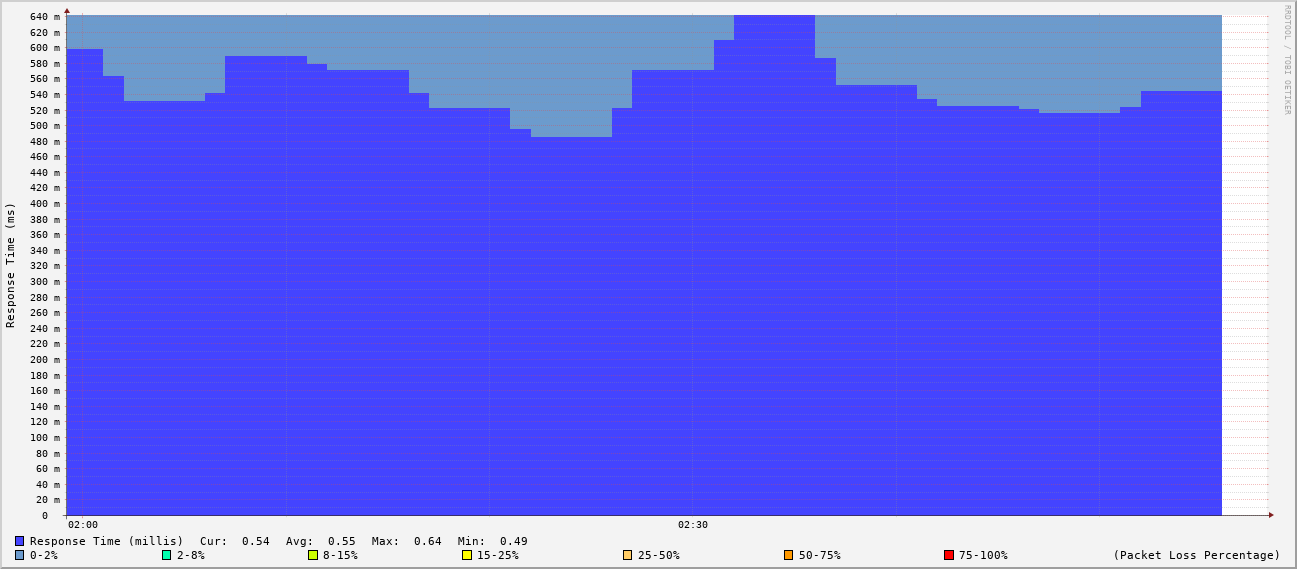 640 m
620 m
600 m
580 m
560 m
540 m
520 m
500 m
480 m
460 m
440 m
420 m
400 m
380 m
360 m
340 m
320 m
300 m
280 m
260 m
240 m
220 m
200 m
180 m
160 m
140 m
120 m
100 m
80 m
60 m
40 m
20 m
0
Response Time (ms)
RRDTOOL / TOBI OETIKER
02:00 02:30
Response Time (millis) Cur: 0.54 Avg: 0.55 Max: 0.64 Min: 0.49
0-2% 2-8% 8-15% 15-25% 25-50% 50-75% 75-100% (Packet Loss Percentage)